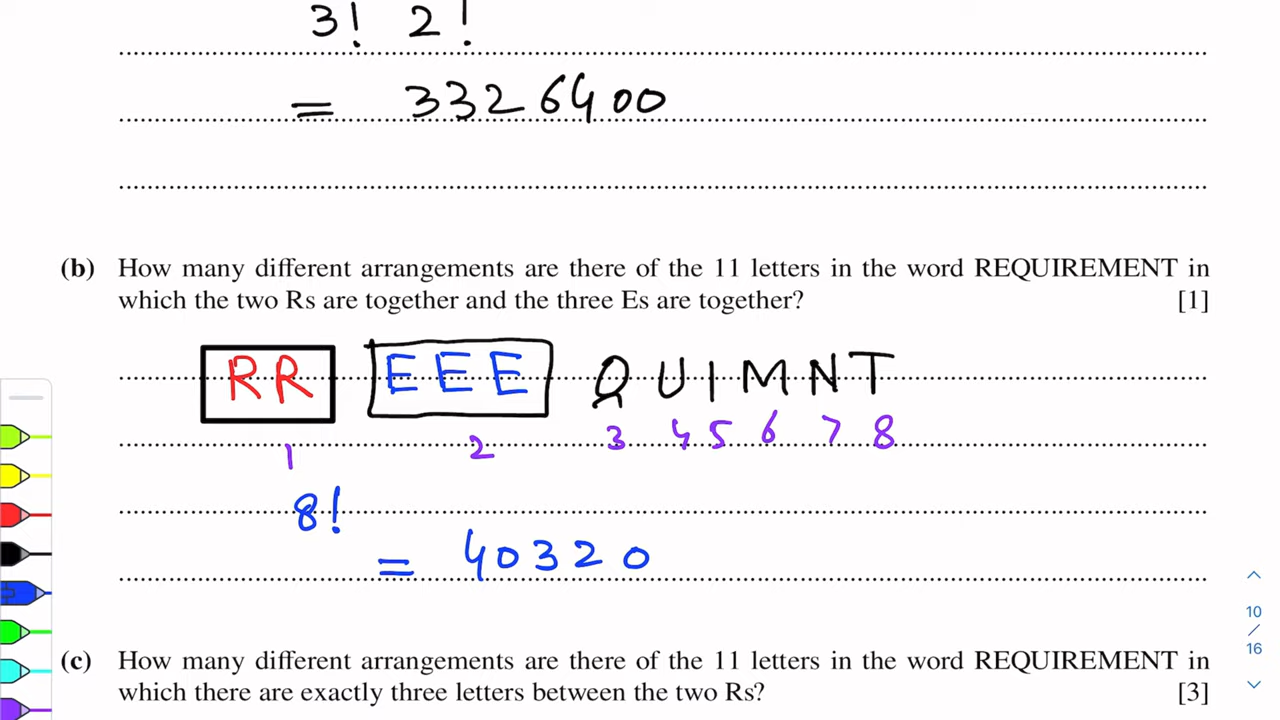 3! 2!
= 3326400
(b) How many different arrangements are there of the 11 letters in the word REQUIREMENT in
which the two Rs are together and the three Es are together? [1]
RR EEE Q U I M N T
1 2 3 4 5 6 7 8
8!
= 40320
(c) How many different arrangements are there of the 11 letters in the word REQUIREMENT in
which there are exactly three letters between the two Rs? [3]
10
/
16